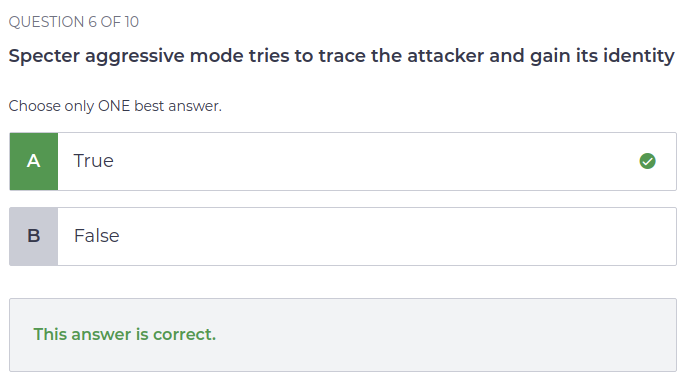 QUESTION 6 OF 10
Specter aggressive mode tries to trace the attacker and gain its identity
Choose only ONE best answer.
A True
B False
This answer is correct.